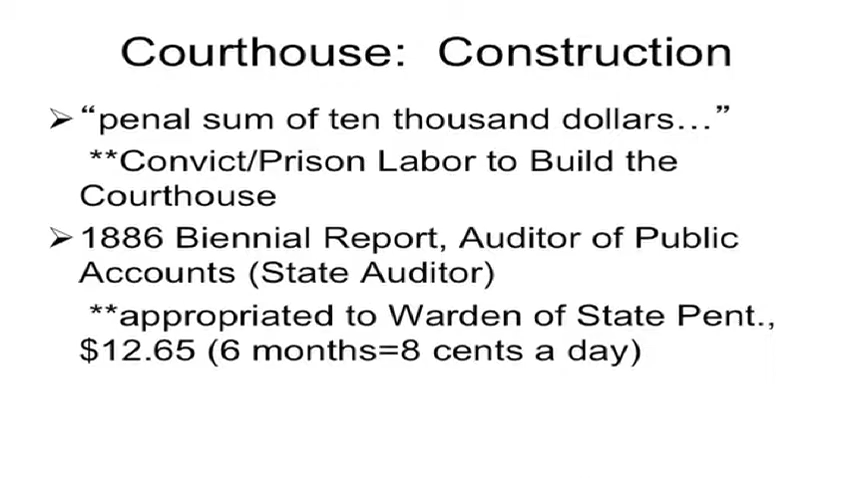 Courthouse: Construction
➢“penal sum of ten thousand dollars…”
**Convict/Prison Labor to Build the
Courthouse
➢1886 Biennial Report, Auditor of Public
Accounts (State Auditor)
**appropriated to Warden of State Pent.,
$12.65 (6 months=8 cents a day)